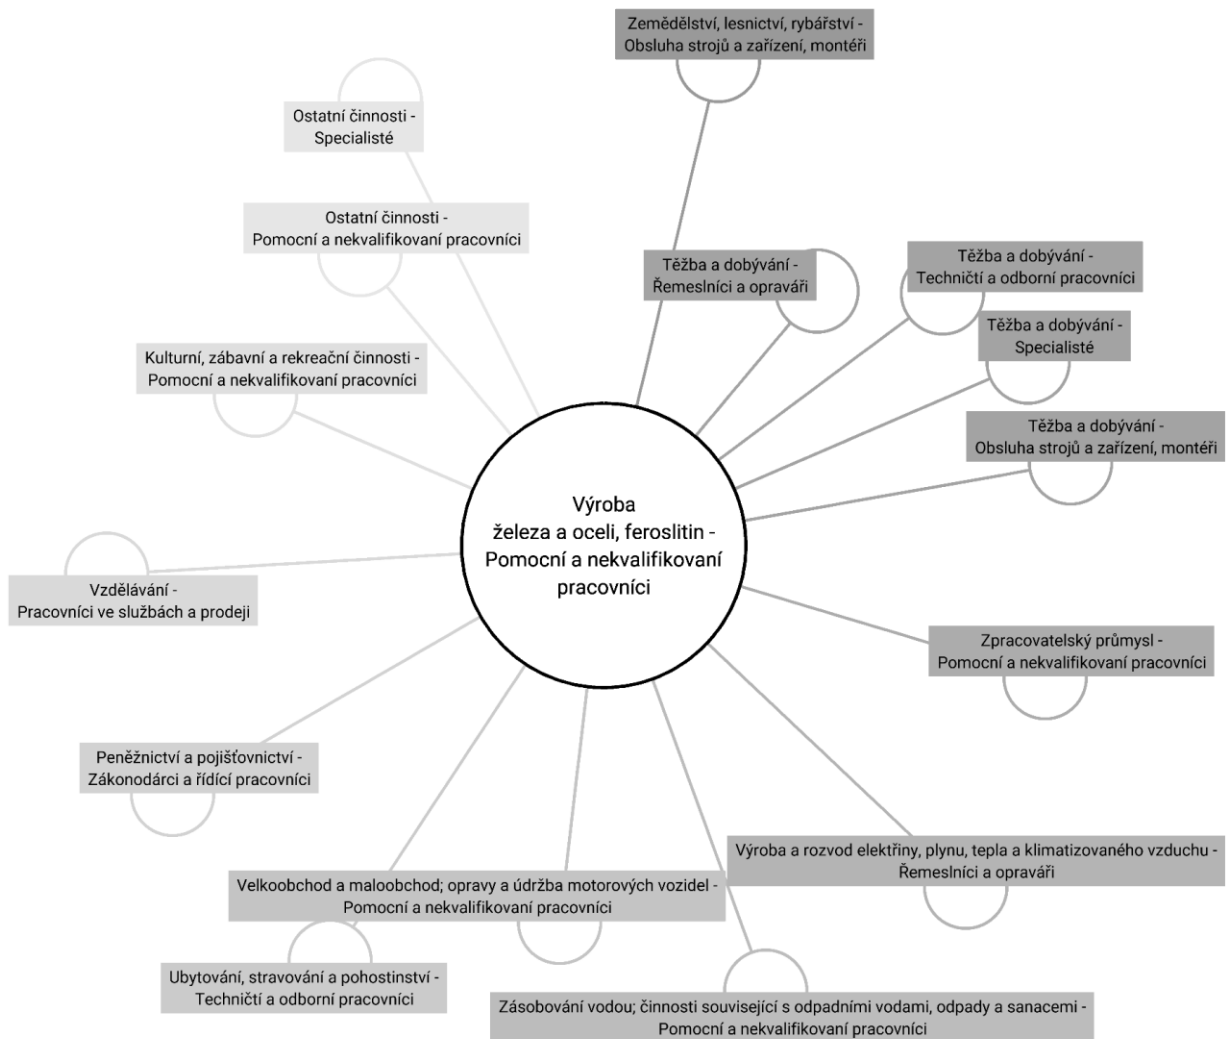 Zemědělství, lesnictví, rybářství -
Obsluha strojů a zařízení, montéři
Ostatní činnosti -
Specialisté
Ostatní činnosti -
Pomocní a nekvalifikovaní pracovníci
Těžba a dobývání -
Řemeslníci a opraváři
Těžba a dobývání -
Techničtí a odborní pracovníci
Těžba a dobývání -
Specialisté
Kulturní, zábavní a rekreační činnosti -
Pomocní a nekvalifikovaní pracovníci
Těžba a dobývání -
Obsluha strojů a zařízení, montéři
Výroba
železa a oceli, feroslitin -
Pomocní a nekvalifikovaní
pracovníci
Vzdělávání -
Pracovníci ve službách a prodeji
Zpracovatelský průmysl -
Pomocní a nekvalifikovaní pracovníci
Peněžnictví a pojišťovnictví -
Zákonodárci a řídící pracovníci
Výroba a rozvod elektřiny, plynu, tepla a klimatizovaného vzduchu -
Řemeslníci a opraváři
Velkoobchod a maloobchod; opravy a údržba motorových vozidel -
Pomocní a nekvalifikovaní pracovníci
Ubytování, stravování a pohostinství -
Techničtí a odborní pracovníci
Zásobování vodou; činnosti související s odpadními vodami, odpady a sanacemi -
Pomocní a nekvalifikovaní pracovníci